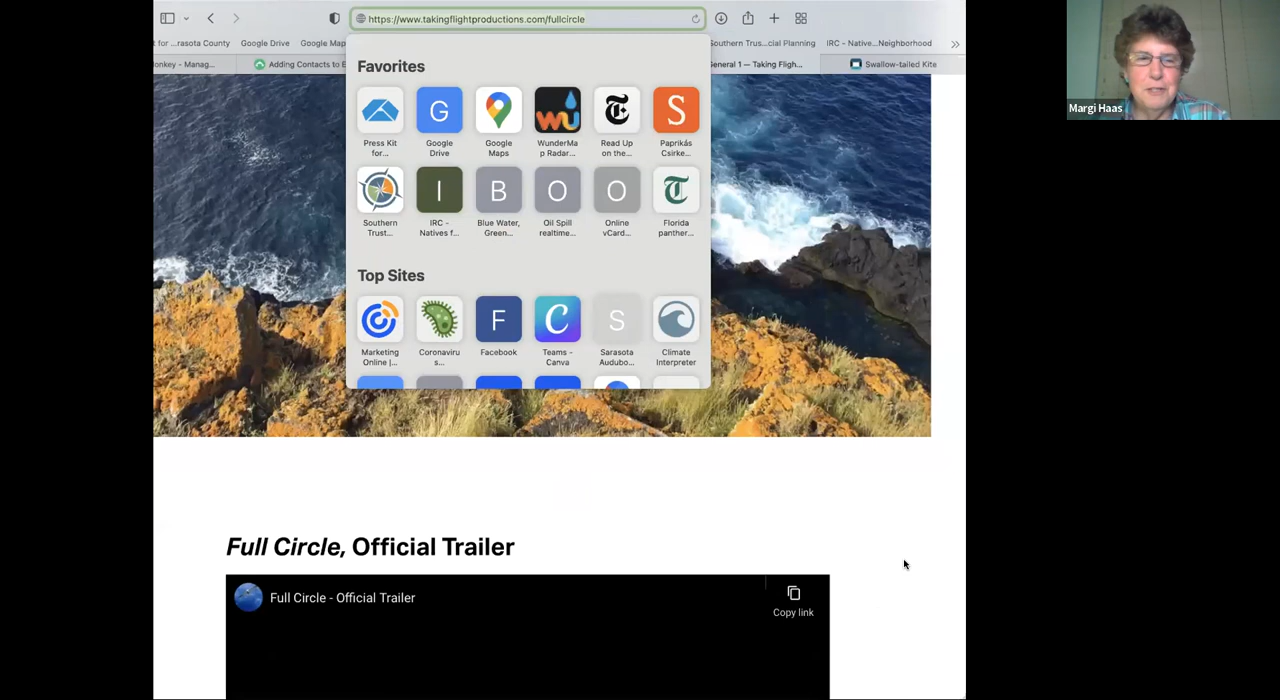 https://www.takingflightproductions.com/fullcircle
t for ...rasota County
Google Drive
Google Map
Southern Trus...cial Planning
IRC - Native...Neighborhood
onkey - Manag...
Adding Contacts to E
General 1 — Taking Fligh...
Swallow-tailed Kite
Margi Haas
Favorites
G
S
Press Kit for...
Google Drive
Google Maps
WunderMa p Radar...
Read Up on the...
Paprikás Csirke...
I
B
O
O
Southern Trust...
IRC - Natives f...
Blue Water, Green...
Oil Spill realtime...
Online vCard...
Florida panther...
Top Sites
F
C
S
Marketing Online |...
Coronaviru s...
Facebook
Teams - Canva
Sarasota Audubo...
Climate Interpreter
Full Circle, Official Trailer
Full Circle - Official Trailer
Copy link